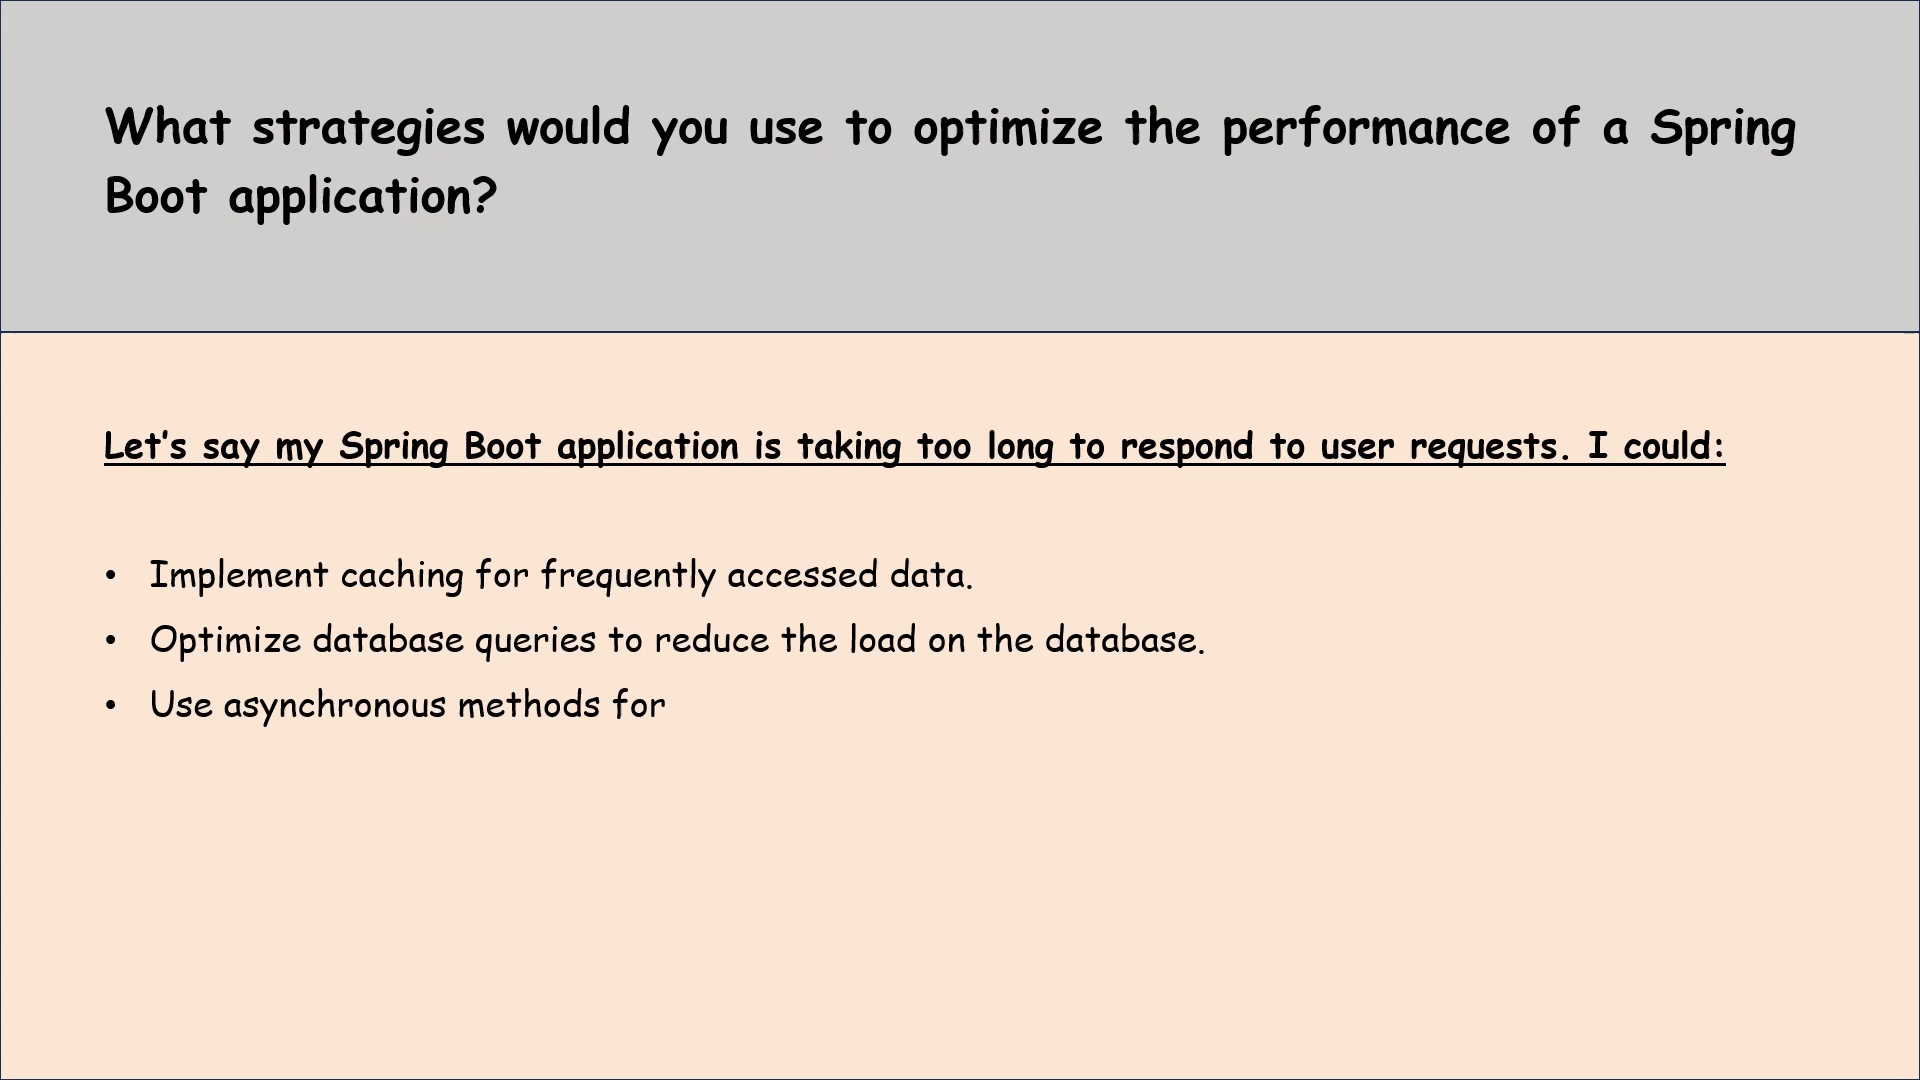 What strategies would you use to optimize the performance of a Spring
Boot application?
Let’s say my Spring Boot application is taking too long to respond to user requests. I could:
• Implement caching for frequently accessed data.
• Optimize database queries to reduce the load on the database.
• Use asynchronous methods for